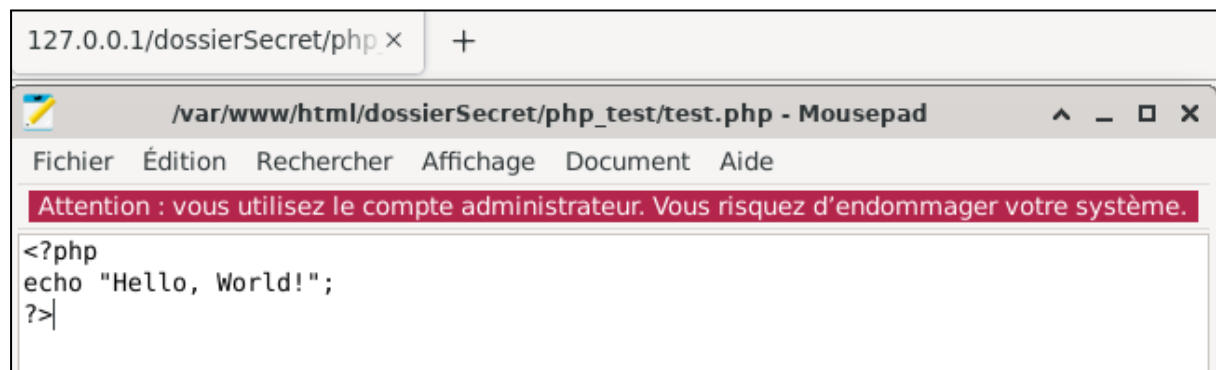 127.0.0.1/dossierSecret/php_
/var/www/html/dossierSecret/php_test/test.php - Mousepad
Fichier Édition Rechercher Affichage Document Aide
Attention : vous utilisez le compte administrateur. Vous risquez d'endommager votre système.
<?php
echo "Hello, World!";
?>